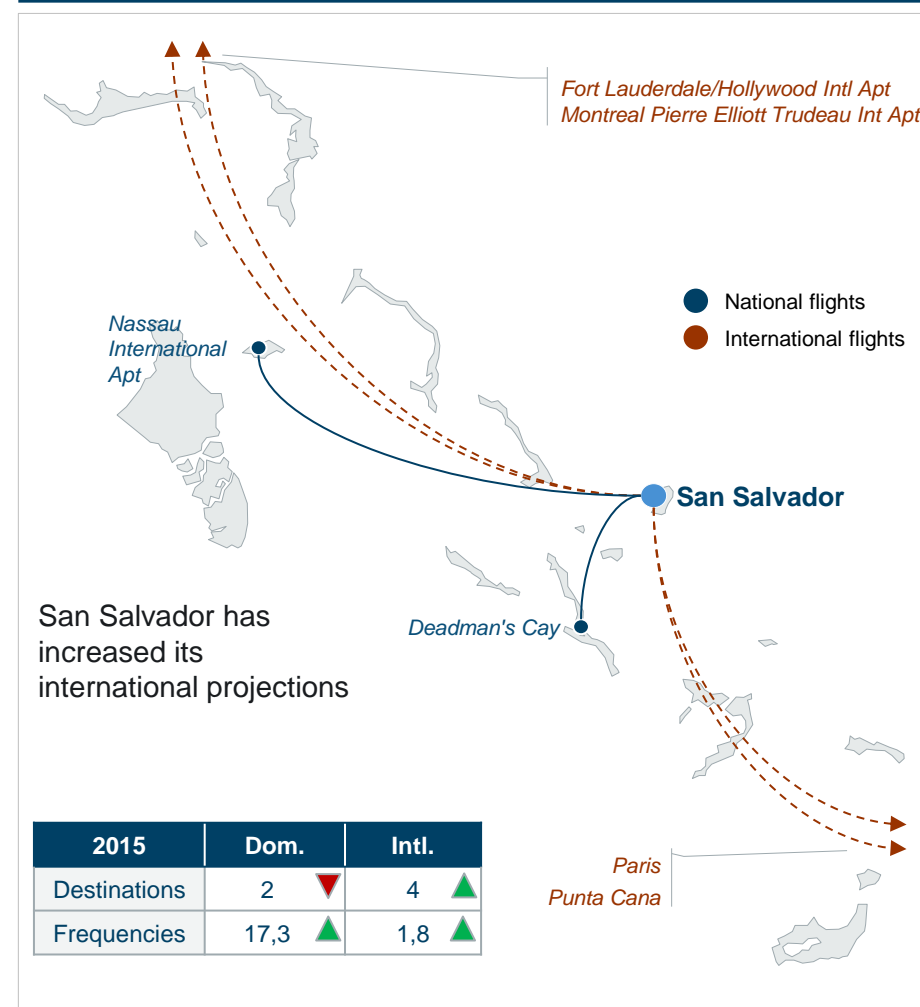 Fort Lauderdale/Hollywood Intl Apt
Montreal Pierre Elliott Trudeau Int Apt
National flights
International flights
Nassau
International
Apt
San Salvador
Deadman's Cay
San Salvador has
increased its
international projections
2015 Dom. Intl.
Destinations 2 4
Frequencies 17,3 1,8
Paris
Punta Cana